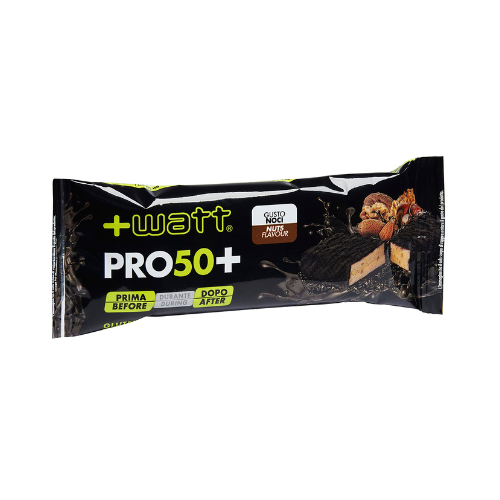 +watt®
PRO50+
GUSTO
NOCI
NUTS
FLAVOUR
PRIMA
BEFORE
DURANTE
DURING
DOPO
AFTER